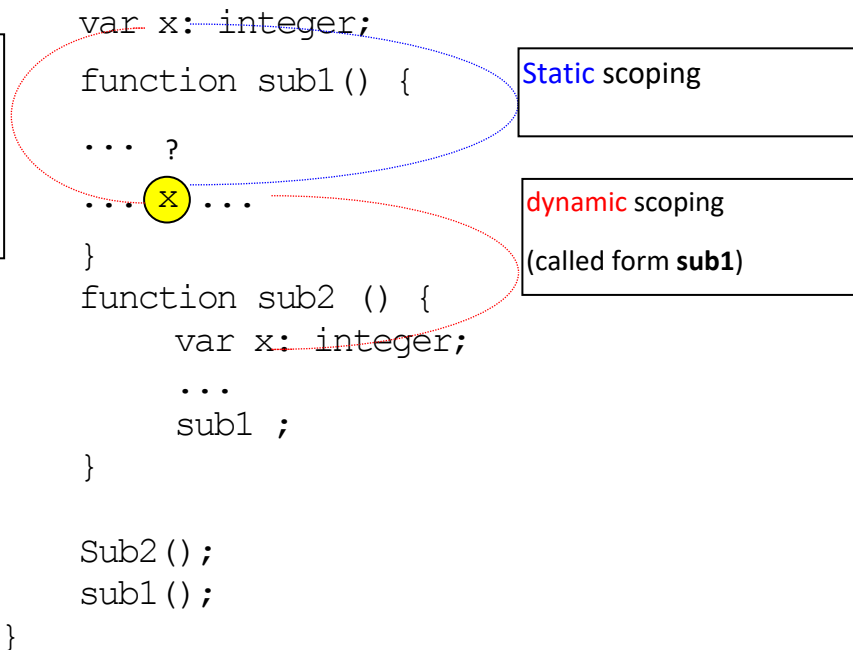 var x: integer;
function sub1() {
Static scoping
... ?
... x ...
dynamic scoping
(called form sub1)
}
function sub2 () {
var x: integer;
...
sub1 ;
}
Sub2();
sub1();
}